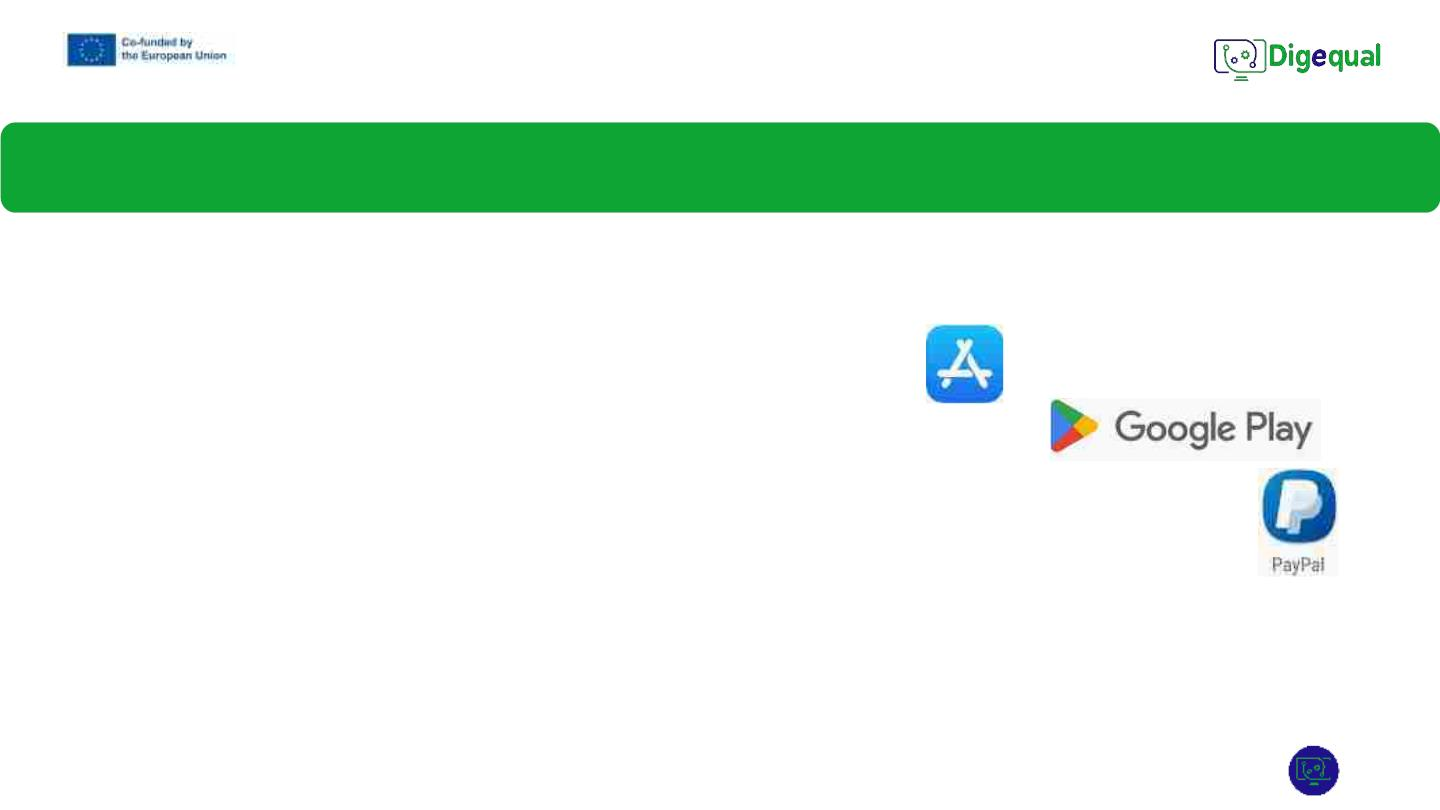 Co-funded by
the European Union
Digequal
Google Play
PayPal